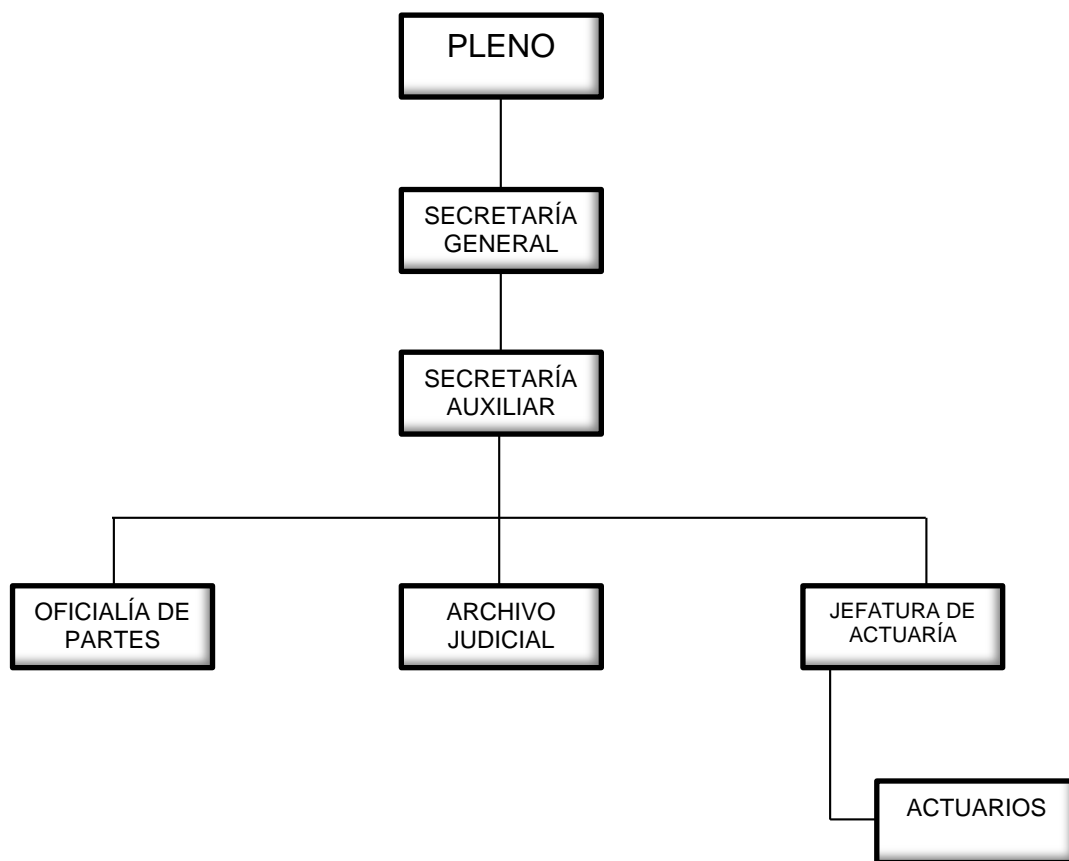 PLENO
SECRETARÍA
GENERAL
SECRETARÍA
AUXILIAR
OFICIALÍA DE
PARTES
ARCHIVO
JUDICIAL
JEFATURA DE
ACTUARÍA
ACTUARIOS